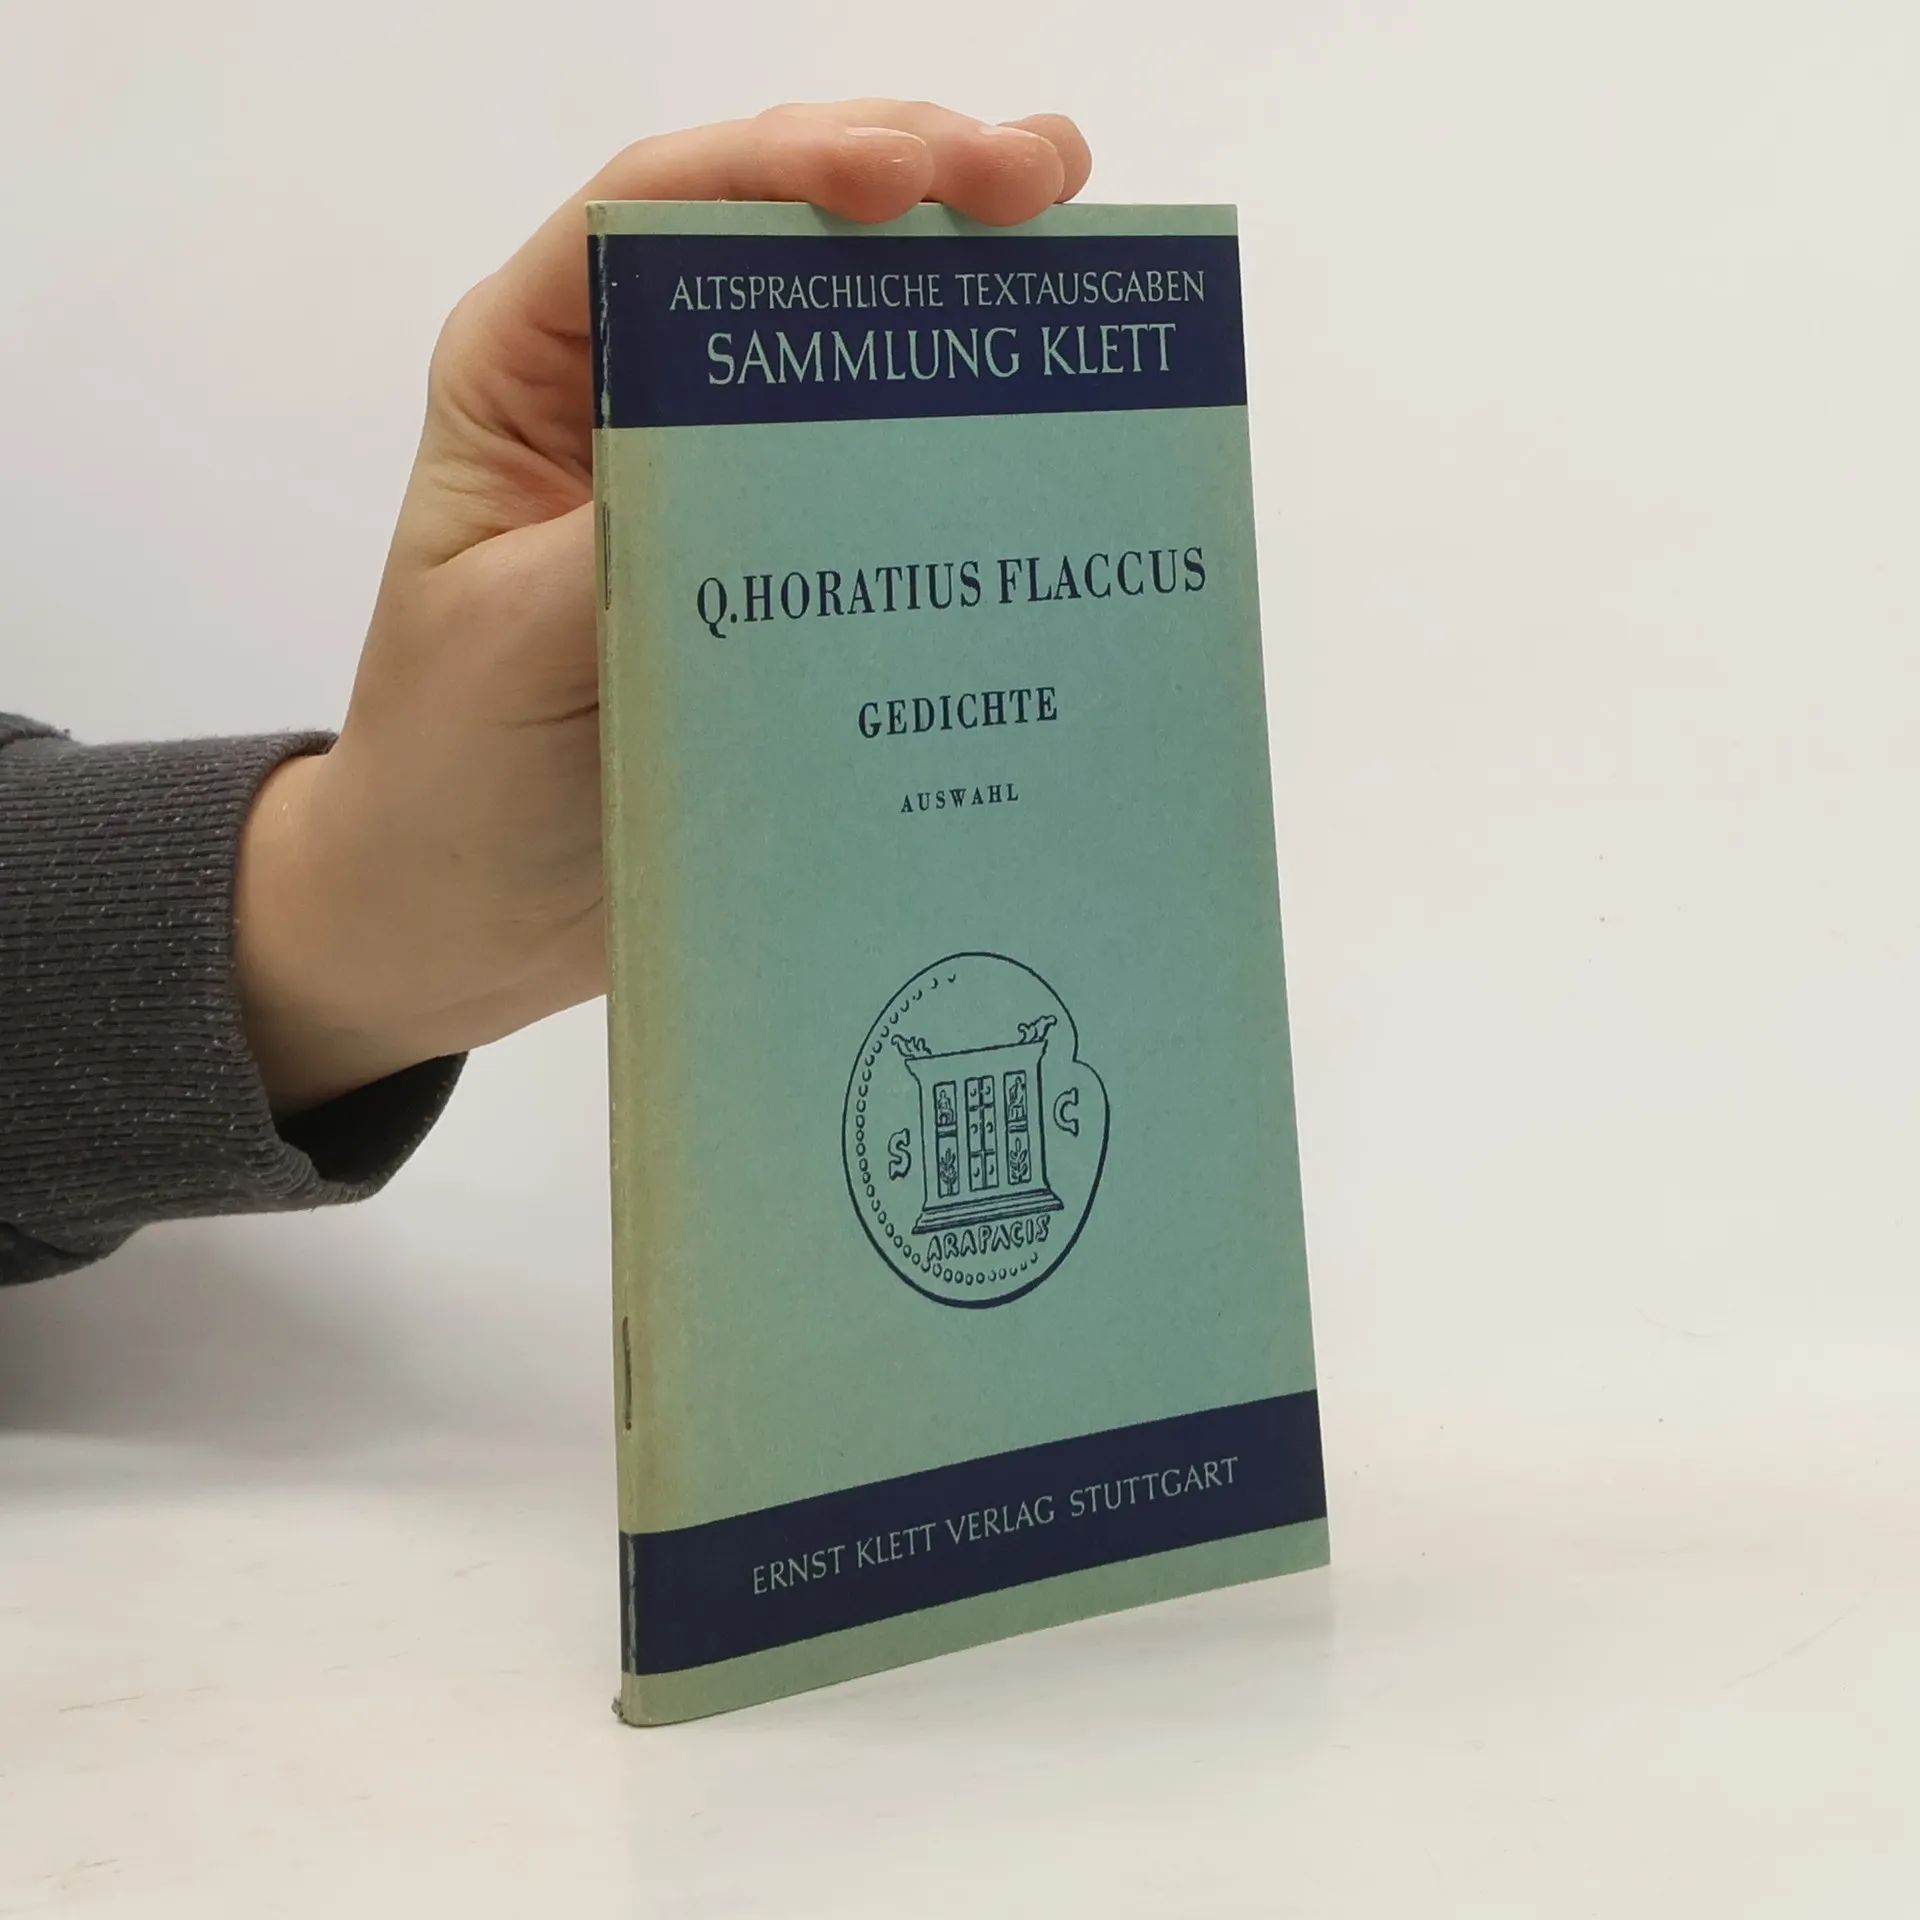 ALTSPRACHLICHE TEXTAUSGABEN
SAMMLUNG KLETT
Q. HORATIUS FLACCUS
GEDICHTE
AUSWAHL
S C
ARAPACIS
ERNST KLETT VERLAG STUTTGART